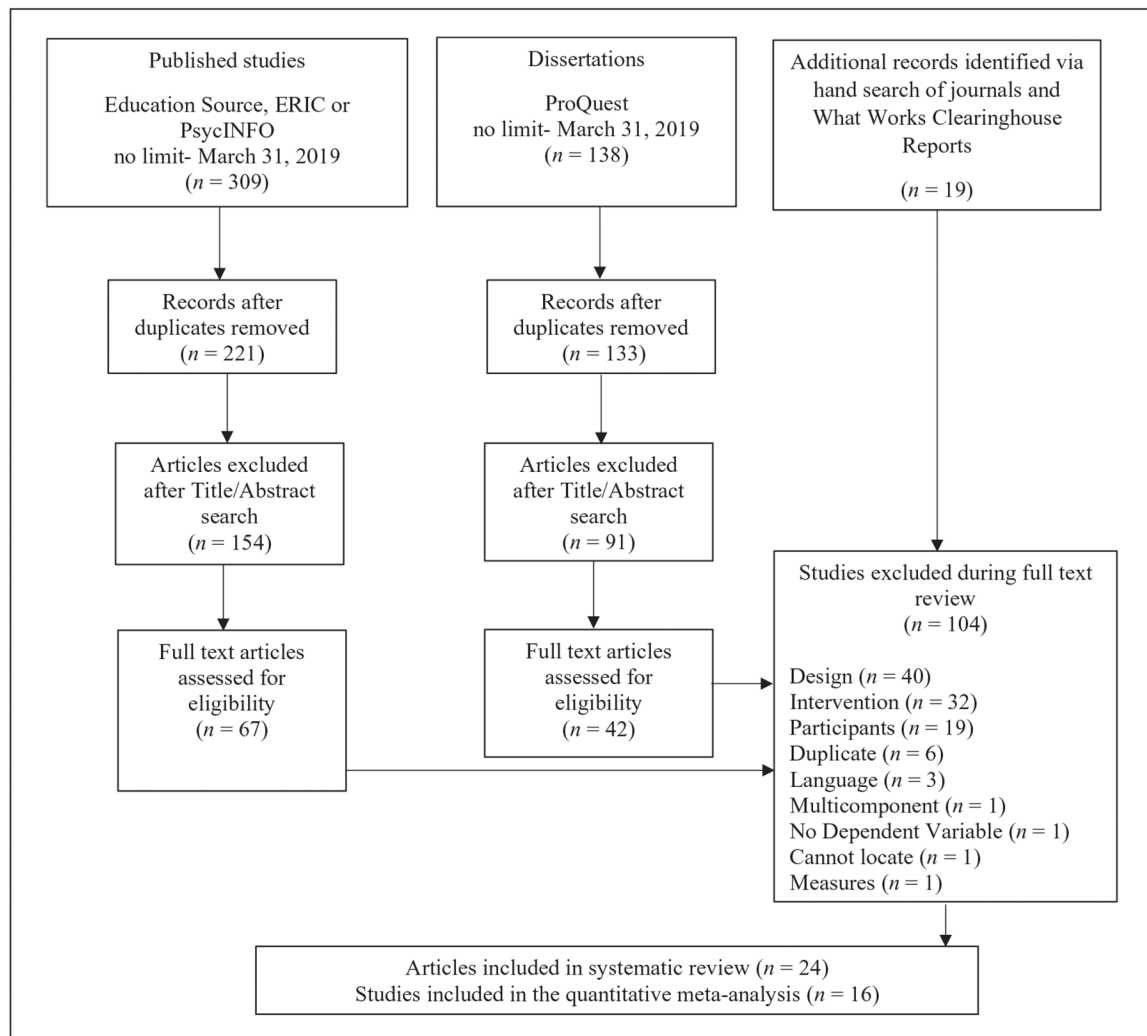 Published studies
Education Source, ERIC or
PsycINFO
no limit- March 31, 2019
(n = 309)
Dissertations
ProQuest
no limit- March 31, 2019
(n = 138)
Additional records identified via
hand search of journals and
What Works Clearinghouse
Reports
(n = 19)
Records after
duplicates removed
(n = 221)
Records after
duplicates removed
(n = 133)
Articles excluded
after Title/Abstract
search
(n = 154)
Articles excluded
after Title/Abstract
search
(n = 91)
Full text articles
assessed for
eligibility
(n = 67)
Full text articles
assessed for
eligibility
(n = 42)
Studies excluded during full text
review
(n = 104)
Design (n = 40)
Intervention (n = 32)
Participants (n = 19)
Duplicate (n = 6)
Language (n = 3)
Multicomponent (n = 1)
No Dependent Variable (n = 1)
Cannot locate (n = 1)
Measures (n = 1)
Articles included in systematic review (n = 24)
Studies included in the quantitative meta-analysis (n = 16)